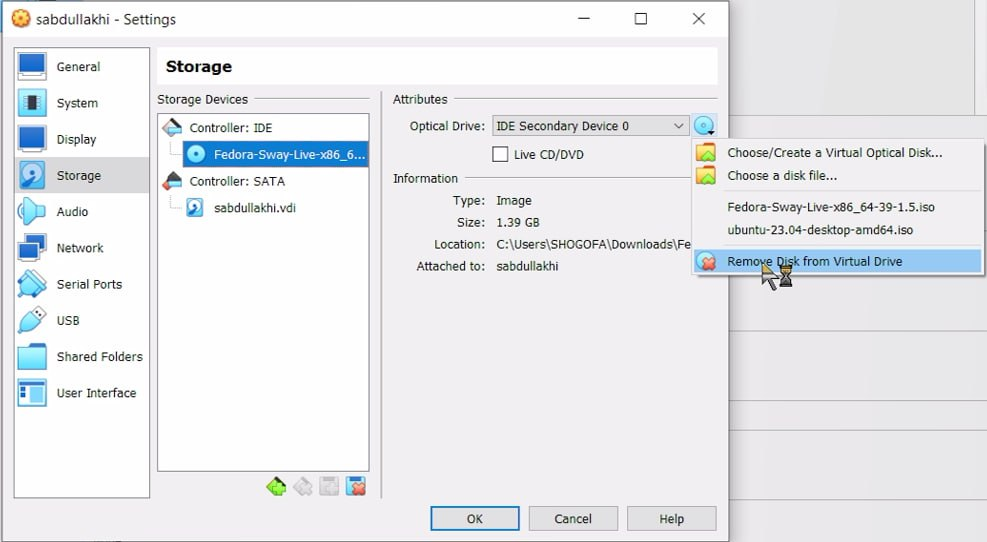 sabdullakhi - Settings
General
System
Display
Storage
Audio
Network
Serial Ports
USB
Shared Folders
User Interface
Storage
Storage Devices
Controller: IDE
Fedora-Sway-Live-x86_6...
Controller: SATA
sabdullakhi.vdi
Attributes
Optical Drive: IDE Secondary Device 0
Live CD/DVD
Information
Type: Image
Size: 1.39 GB
Location: C:\Users\SHOGOFA\Downloads\Fe
Attached to: sabdullakhi
Choose/Create a Virtual Optical Disk...
Choose a disk file...
Fedora-Sway-Live-x86_64-39-1.5.iso
ubuntu-23.04-desktop-amd64.iso
Remove Disk from Virtual Drive
OK
Cancel
Help